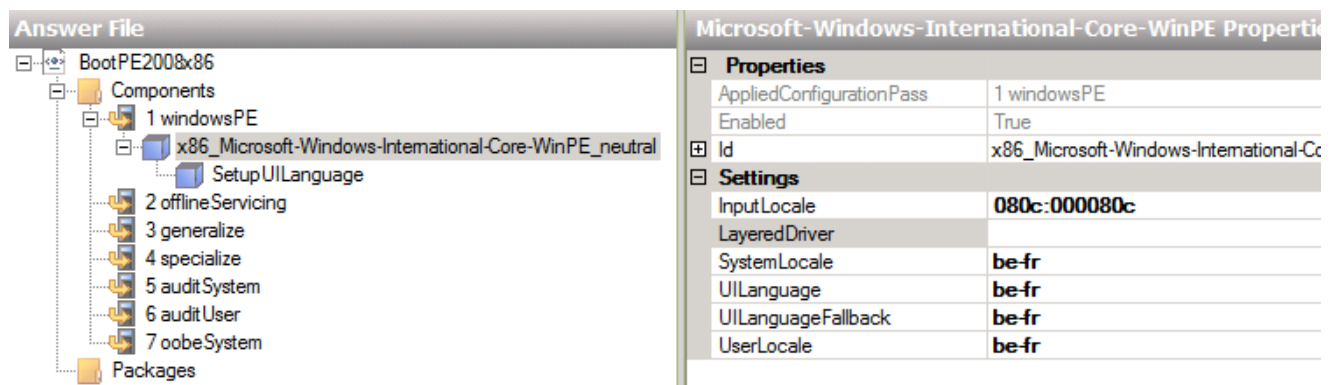 Answer File
BootPE2008x86
Components
1 windowsPE
x86_Microsoft-Windows-International-Core-WinPE_neutral
SetupUILanguage
2 offlineServicing
3 generalize
4 specialize
5 auditSystem
6 auditUser
7 oobeSystem
Packages
Microsoft-Windows-International-Core-WinPE Properti
Properties
AppliedConfigurationPass 1 windowsPE
Enabled True
Id x86_Microsoft-Windows-International-Co
Settings
InputLocale 080c:000080c
LayeredDriver
SystemLocale be-fr
UILanguage be-fr
UILanguageFallback be-fr
UserLocale be-fr